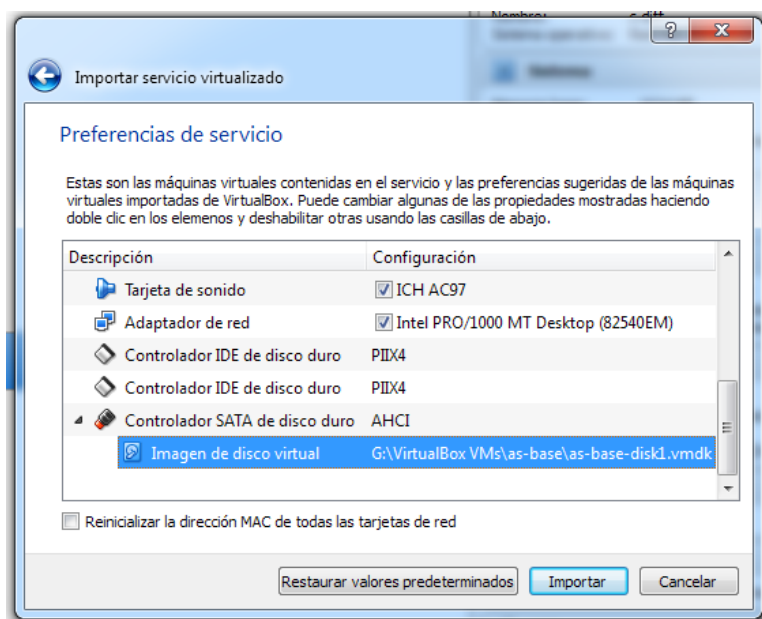 Nombre: s-ditt
Importar servicio virtualizado
Preferencias de servicio
Estas son las máquinas virtuales contenidas en el servicio y las preferencias sugeridas de las máquinas
virtuales importadas de VirtualBox. Puede cambiar algunas de las propiedades mostradas haciendo
doble clic en los elemenos y deshabilitar otras usando las casillas de abajo.
Descripción Configuración
Tarjeta de sonido ICH AC97
Adaptador de red Intel PRO/1000 MT Desktop (82540EM)
Controlador IDE de disco duro PIIX4
Controlador IDE de disco duro PIIX4
Controlador SATA de disco duro AHCI
Imagen de disco virtual G:\VirtualBox VMs\as-base\as-base-disk1.vmdk
Reinicializar la dirección MAC de todas las tarjetas de red
Restaurar valores predeterminados Importar Cancelar